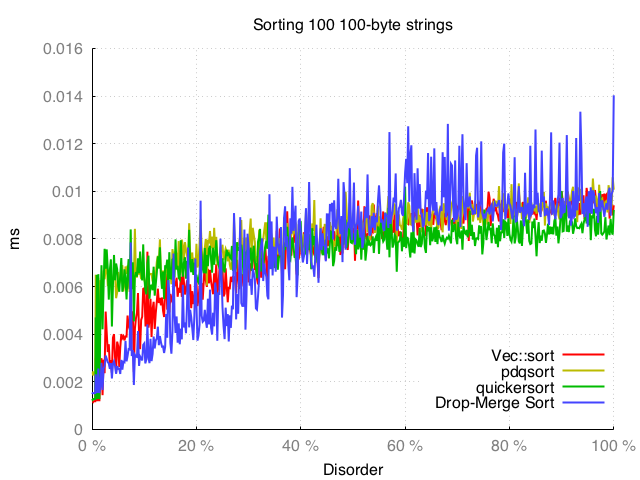 Sorting 100 100-byte strings
0.016
0.014
0.012
0.01
0.008
0.006
0.004
0.002
0
ms
Vec::sort
pdqsort
quickersort
Drop-Merge Sort
0 %
20 %
40 %
60 %
80 %
100 %
Disorder